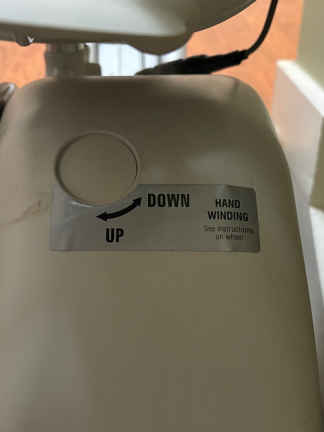 DOWN
UP
HAND
WINDING
See instructions
on wheel